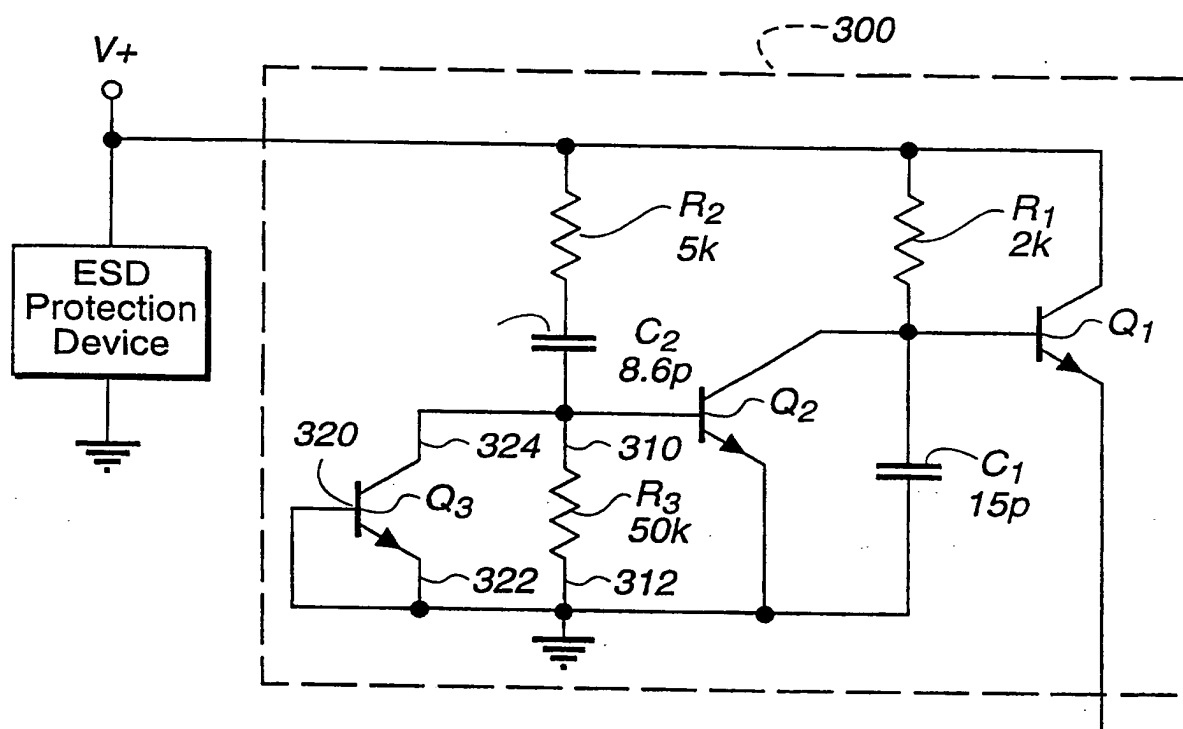 300
V+
R2
5k
R1
2k
ESD
Protection
Device
C2
8.6p
Q1
Q2
320
324
310
C1
15p
Q3
R3
50k
322
312